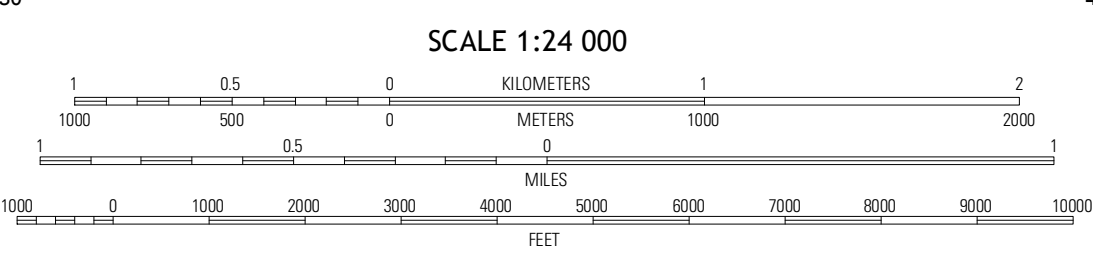 SCALE 1:24 000
1 0.5 0 KILOMETERS 1 2
1000 500 0 METERS 1000 2000
1 0.5 0 1
MILES
1000 0 1000 2000 3000 4000 5000 6000 7000 8000 9000 10000
FEET